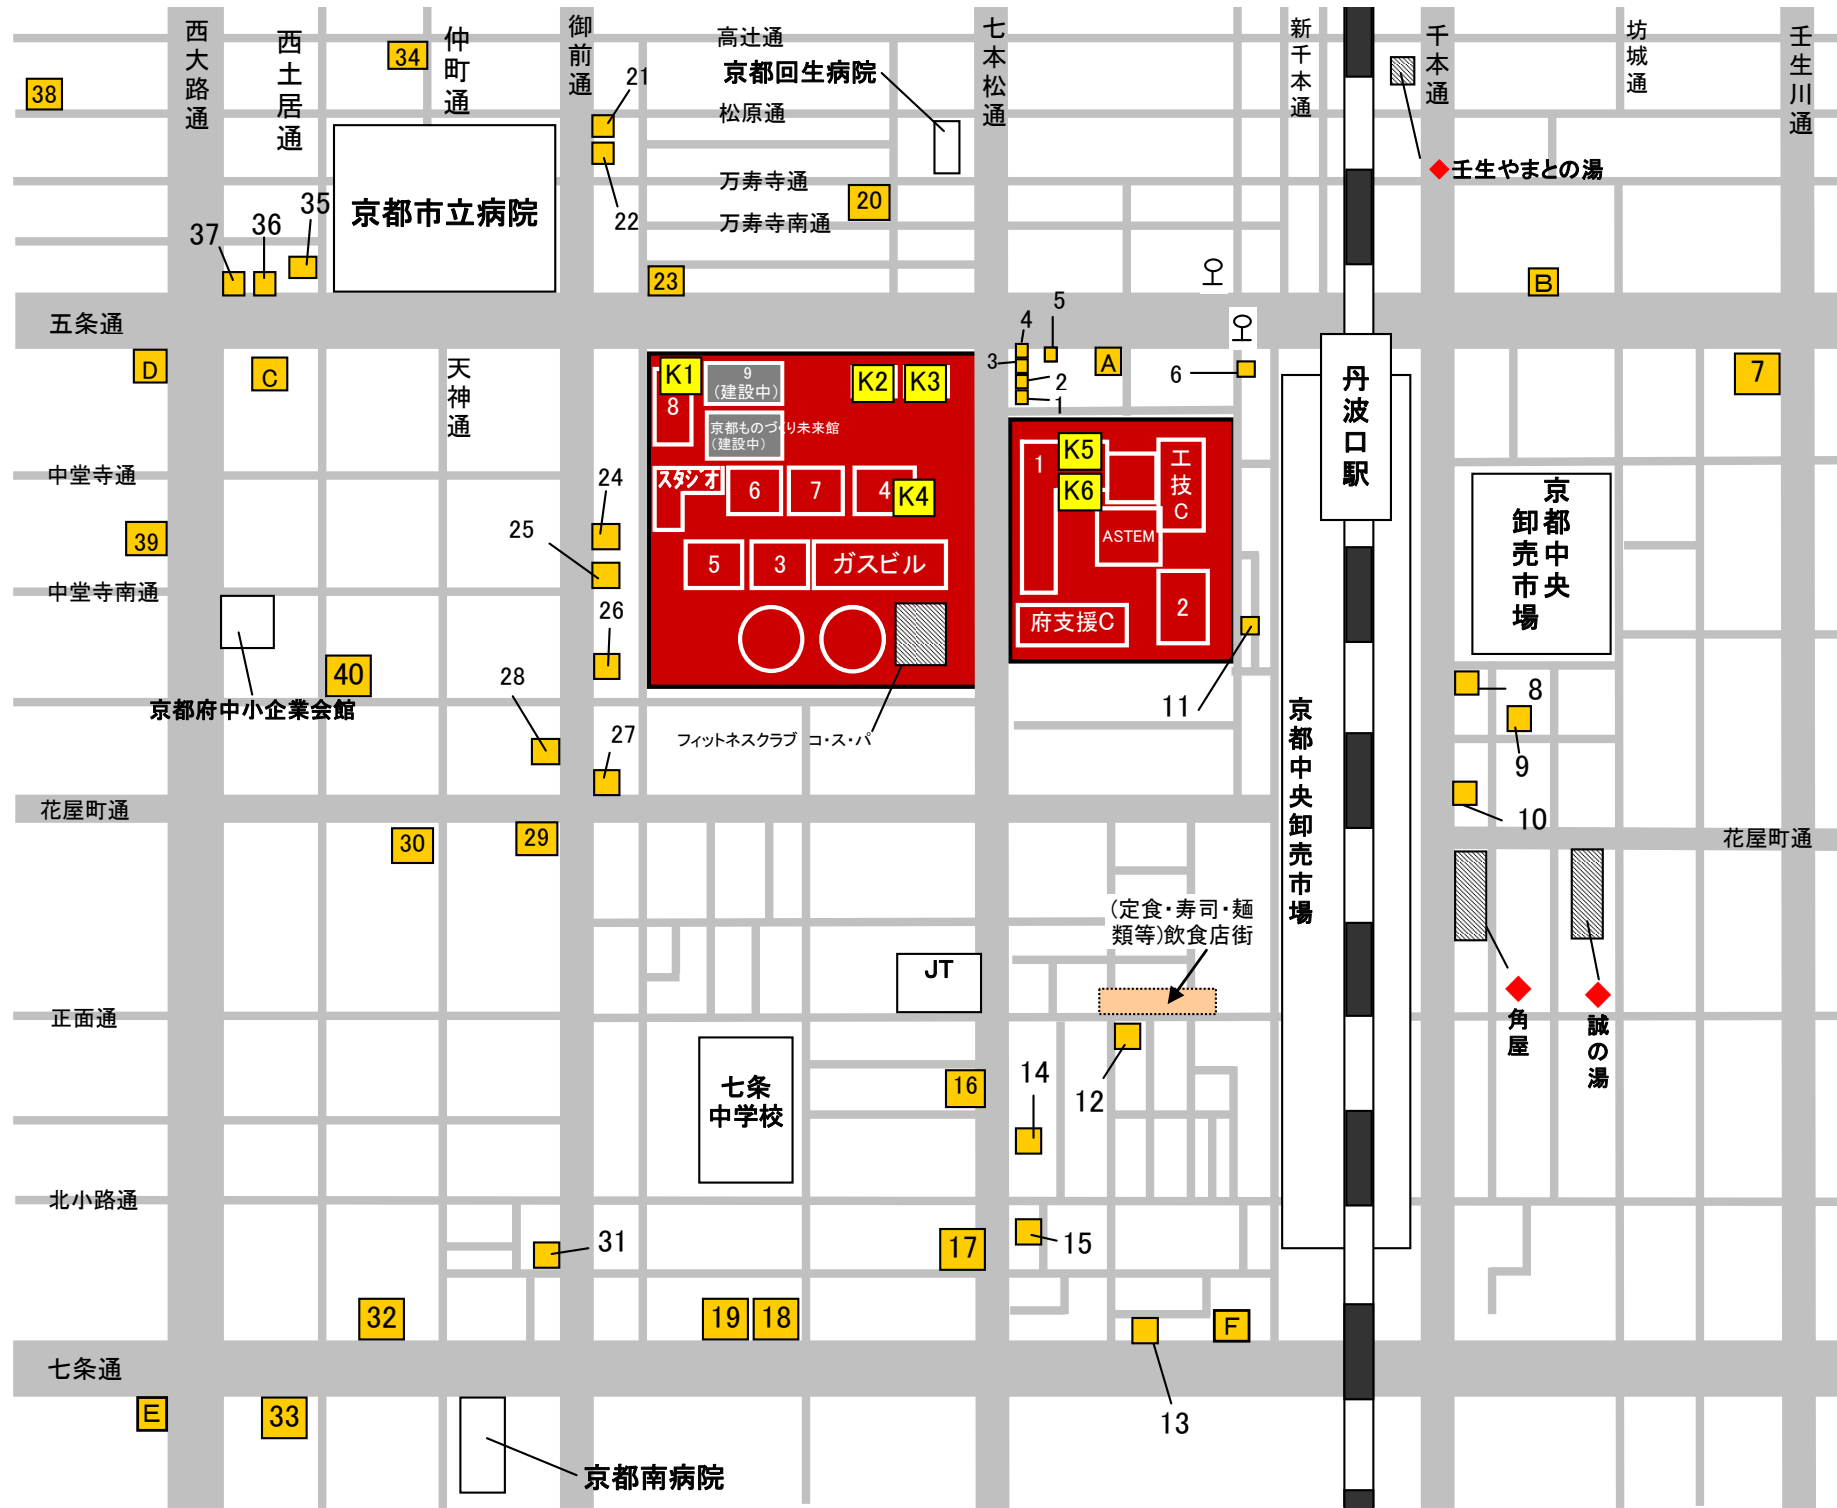 西大路通
西土居通
仲町通
御前通
高辻通
京都回生病院
松原通
七本松通
新千本通
千本通
坊城通
壬生川通
34
38
21
22
万寿寺通
20
万寿寺南通
壬生やまとの湯
京都市立病院
35
36
37
23
B
五条通
D
C
天神通
K1
8
9
(建設中)
京都ものづくり未来館
(建設中)
K2
K3
4
5
3
2
1
A
6
丹波口駅
7
中堂寺通
スタジオ
6
7
4
K4
1
K5
K6
工技C
ASTEM
京都中央
卸売市場
24
25
39
5
3
ガスビル
中堂寺南通
府支援C
2
26
11
40
京都府中小企業会館
28
27
フィットネスクラブ コ・ス・パ
京都中央卸売市場
8
9
10
花屋町通
花屋町通
30
29
(定食・寿司・麺
類等)飲食店街
JT
角屋
誠の湯
正面通
七条
中学校
16
14
12
北小路通
31
17
15
32
19
18
F
13
七条通
E
33
京都南病院